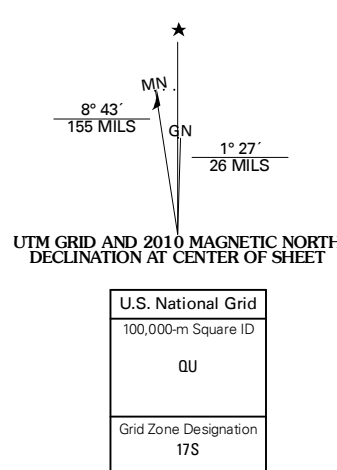 ★
MN
8° 43´
155 MILS
GN
1° 27´
26 MILS
UTM GRID AND 2010 MAGNETIC NORTH
DECLINATION AT CENTER OF SHEET
U.S. National Grid
100,000-m Square ID
QU
Grid Zone Designation
17S